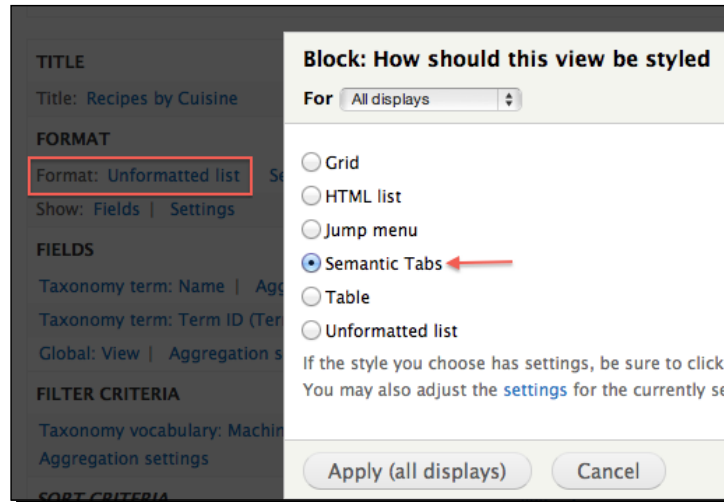 TITLE
Title: Recipes by Cuisine
FORMAT
Format: Unformatted list
Show: Fields | Settings
FIELDS
Taxonomy term: Name |
Taxonomy term: Term ID
Global: View | Aggregation
FILTER CRITERIA
Taxonomy vocabulary:
Aggregation settings
SORT CRITERIA
Block: How should this view be styled
For All displays
Grid
HTML list
Jump menu
Semantic Tabs
Table
Unformatted list
If the style you choose has settings, be sure to click
You may also adjust the settings for the currently
Apply (all displays) Cancel